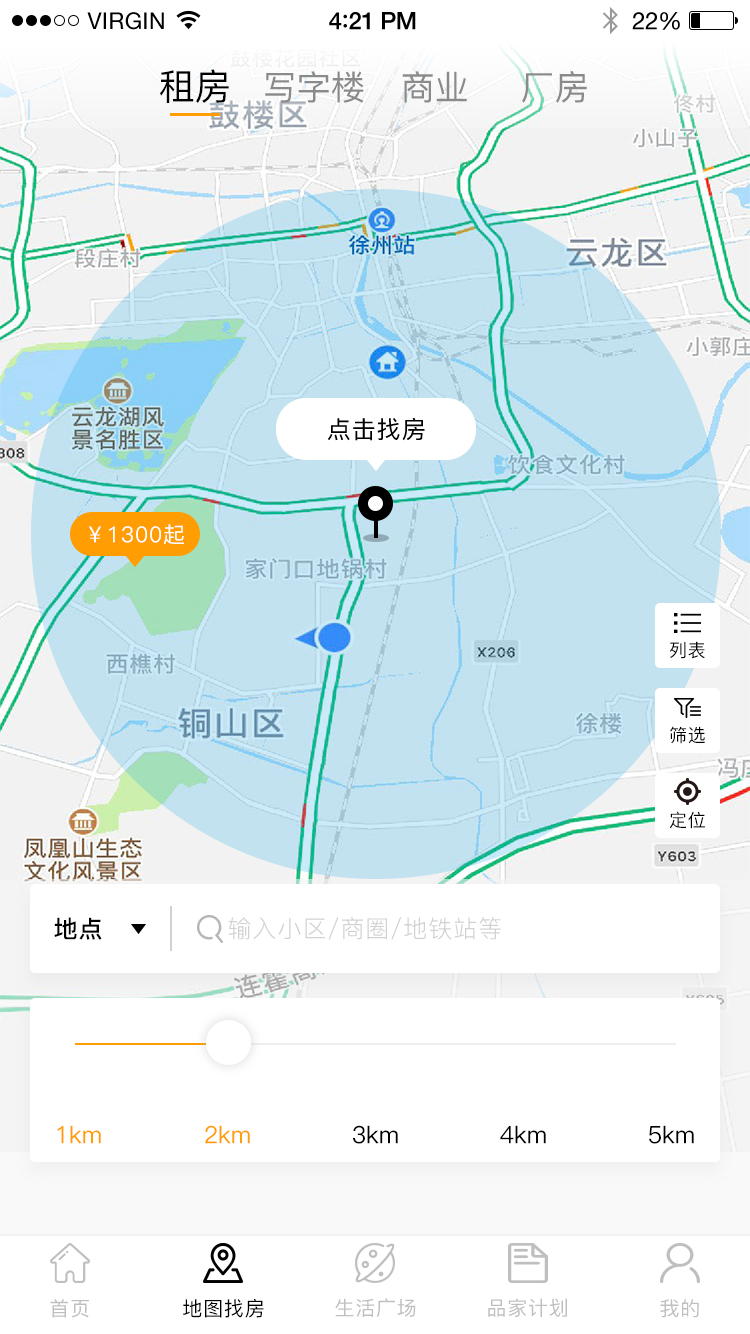 VIRGIN 4:21 PM 22%
鼓楼花园社区
租房 写字楼 商业 厂房
鼓楼区
佟村
小山子
徐州站
云龙区
段庄村
小郭庄
云龙湖风
景名胜区
点击找房
308
饮食文化村
¥1300起
家门口地锅村
列表
X206
西樵村
铜山区
徐楼
筛选
冯庄
定位
凤凰山生态
文化风景区
Y603
地点 输入小区/商圈/地铁站等
连霍高
1km 2km 3km 4km 5km
首页 地图找房 生活广场 品家计划 我的